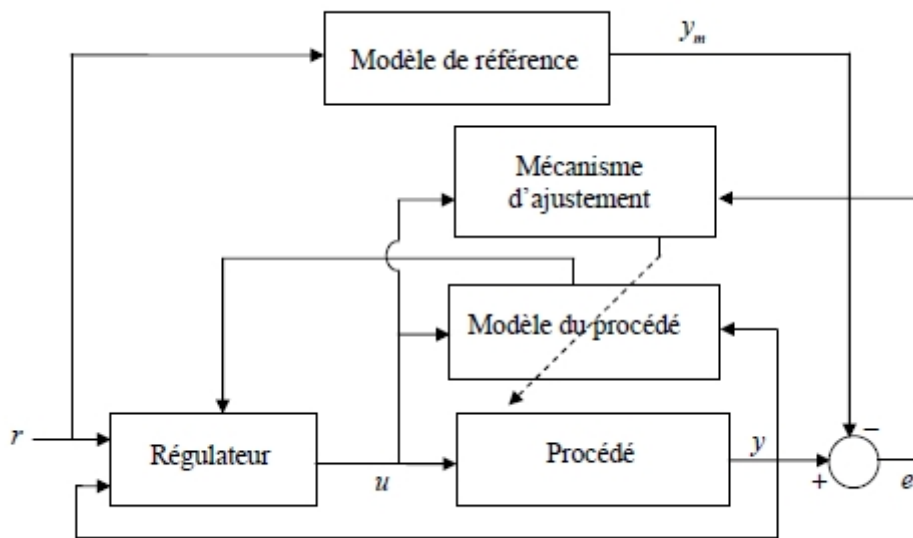 y_m
Modèle de référence
Mécanisme
d'ajustement
Modèle du procédé
r
Régulateur
u
Procédé
y
−
+
e